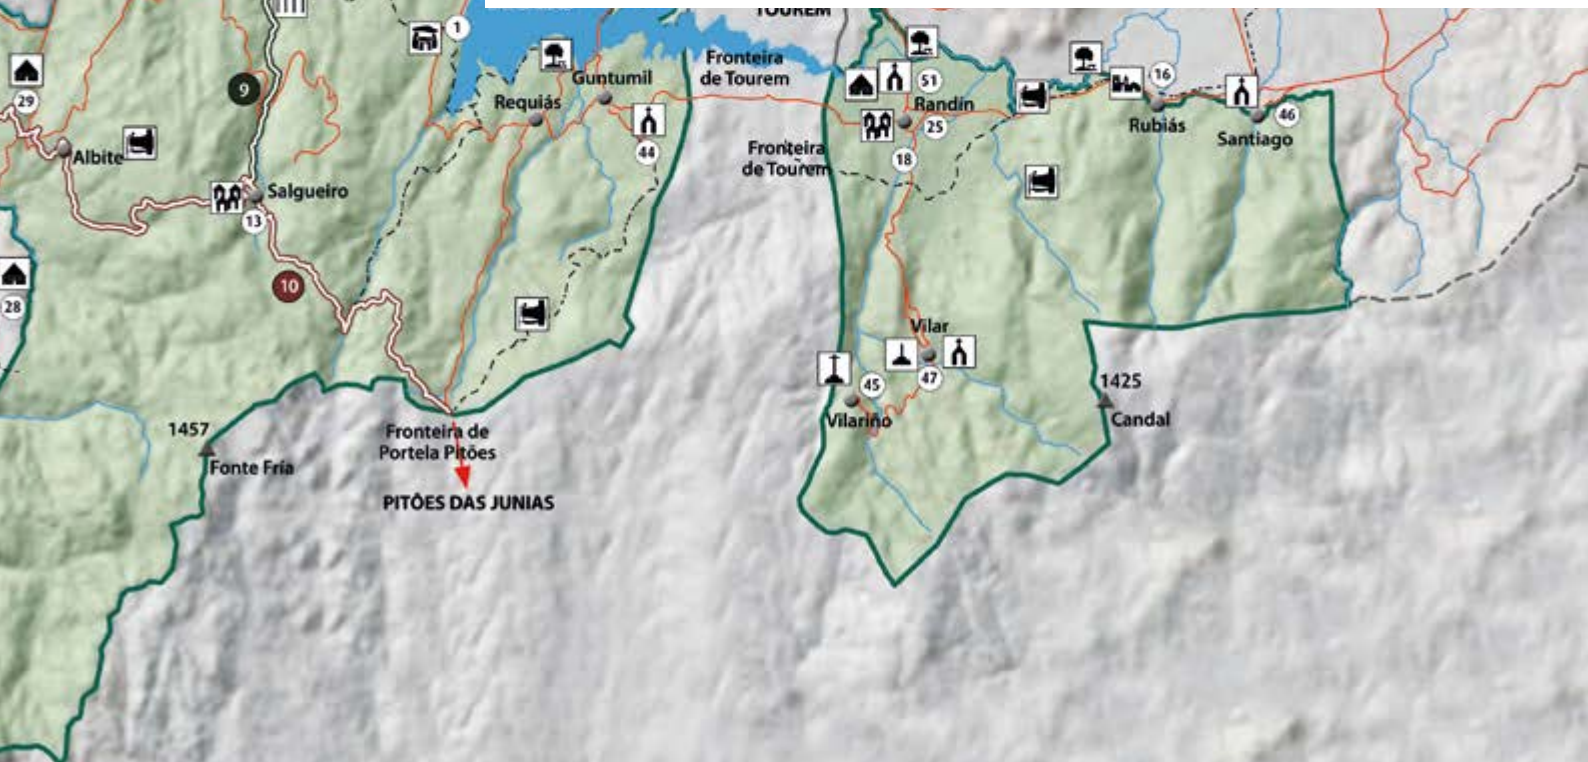 TOUREM
1
51
16
46
29
9
Albite
Requiás
Guntumil
44
Fronteira
de Tourem
Randín
25
Rubiás
Santiago
Fronteira
de Tourem
18
Salgueiro
13
10
28
Vilar
47
45
Vilariño
1425
Candal
1457
Fonte Fría
Fronteira de
Portela Pitões
PITÕES DAS JUNIAS